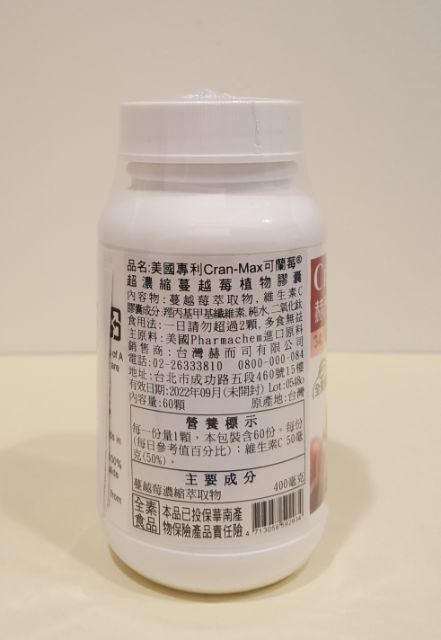 品名:美國專利Cran-Max可蘭莓®
超濃縮蔓越莓植物膠囊
內容物:蔓越莓萃取物,維生素C
膠囊成分:羥丙基甲基纖維素,純水,二氧化鈦
食用法:一日請勿超過2顆,多食無益
主原料:美國Pharmachem進口原料
銷售商:台灣赫而司有限公司
電話:02-26333810 0800-000-084
地址:台北市成功路五段460號15樓
有效日期:2022年09月(未開封) Lot:0548o
內容量:60顆 原產地:台灣
營養標示
每一份量1顆,本包裝含60份。每份
(每日參考值百分比):維生素C 50毫
克(50%)。
主要成分
蔓越莓濃縮萃取物 400毫克
全素食品
本品已投保華南產
物保險產品責任險
of A
are
s in
100%
ids
from